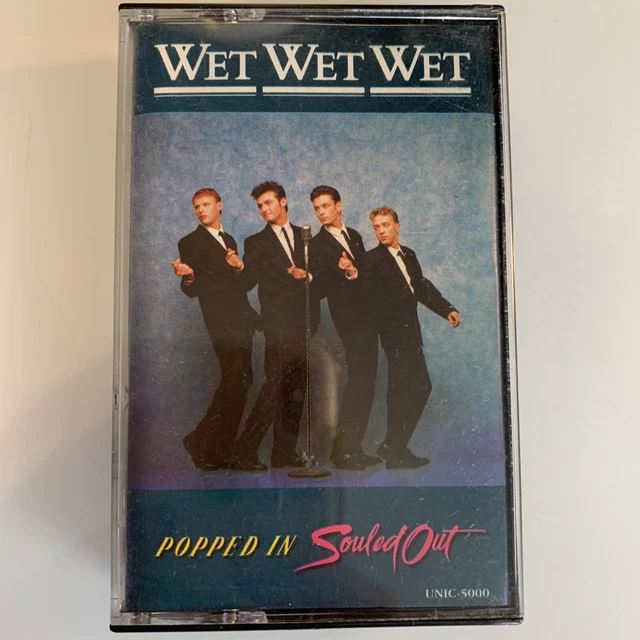 WET WET WET
POPPED IN Souled Out
UNIC-5000